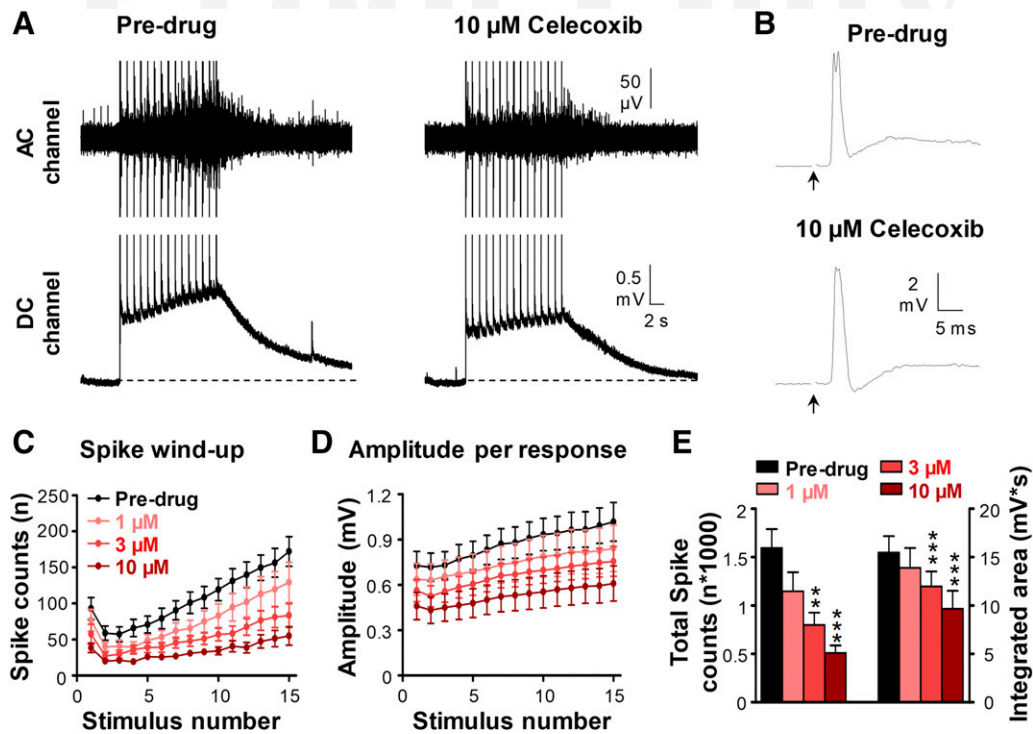 A
Pre-drug
10 µM Celecoxib
AC
channel
50
µV
DC
channel
0.5
mV
2 s
B
Pre-drug
10 µM Celecoxib
2
mV
5 ms
C
Spike wind-up
Spike counts (n)
250
200
150
100
50
0
Pre-drug
1 µM
3 µM
10 µM
0
5
10
15
Stimulus number
D
Amplitude per response
Amplitude (mV)
1.2
0.9
0.6
0.3
0
5
10
15
Stimulus number
E
Pre-drug
1 µM
3 µM
10 µM
Total Spike
counts (n*1000)
2
1.5
1
0.5
0
**
***
***
***
20
15
10
5
0
Integrated area (mV*s)